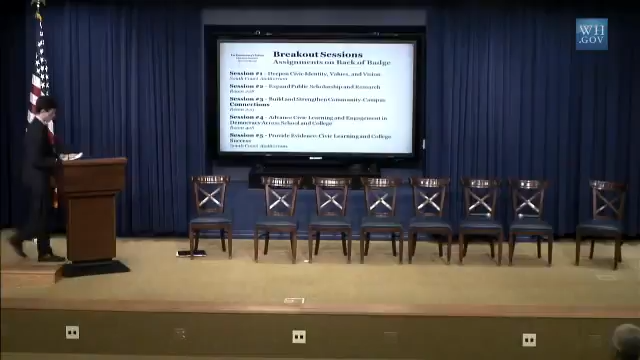 WH
.GOV
Breakout Sessions
Assignments on Back of Badge
Session #1 – Deepen Civic Identity, Values, and Vision
South Court Auditorium
Session #2 – Expand Public Scholarship and Research
Session #3 – Build and Strengthen Community-Campus
Connections
Session #4 – Advance Civic Learning and Engagement in
Democracy Across School and College
Session #5 – Provide Evidence: Civic Learning and College
Success
South Court Auditorium